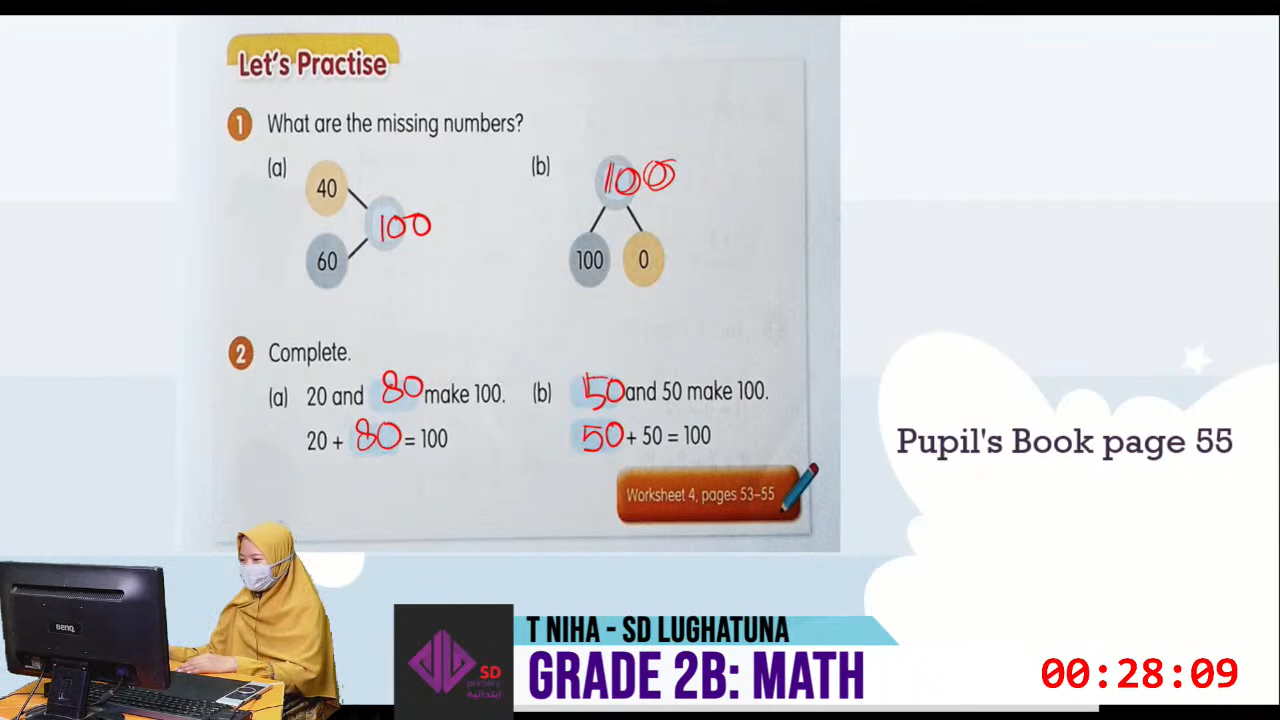 Let's Practise
1 What are the missing numbers?
(a) 40 60 100
(b) 100 100 0
2 Complete.
(a) 20 and 80 make 100.
20 + 80 = 100
(b) 50 and 50 make 100.
50 + 50 = 100
Worksheet 4, pages 53–55
Pupil's Book page 55
BenQ
SD
primary
ابتدائية
T NIHA - SD LUGHATUNA
GRADE 2B: MATH
00:28:09